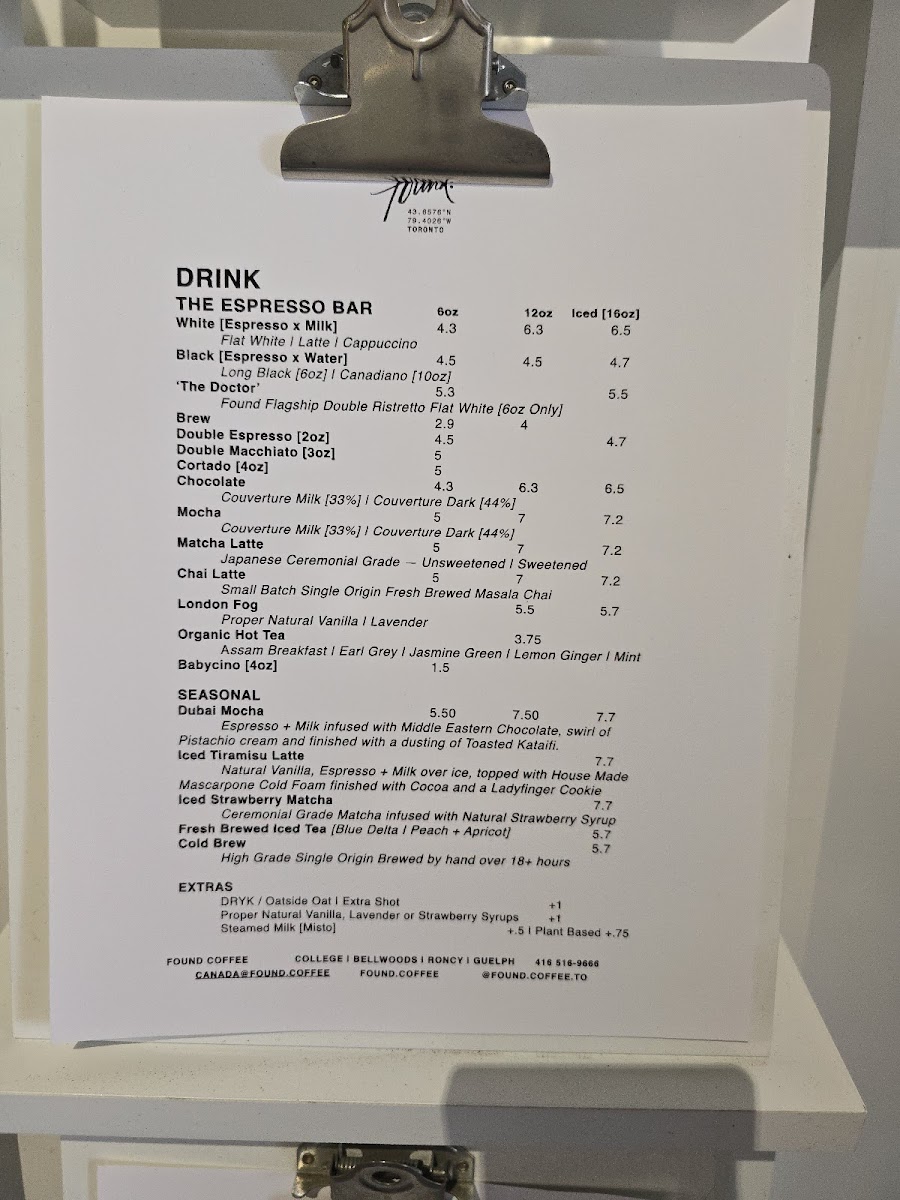 Found.
43.6576°N
79.4026°W
TORONTO
DRINK
THE ESPRESSO BAR 6oz 12oz Iced [16oz]
White [Espresso x Milk] 4.3 6.3 6.5
Flat White | Latte | Cappuccino
Black [Espresso x Water] 4.5 4.5 4.7
Long Black [6oz] | Canadiano [10oz]
'The Doctor' 5.3 5.5
Found Flagship Double Ristretto Flat White [6oz Only]
Brew 2.9 4
Double Espresso [2oz] 4.5 4.7
Double Macchiato [3oz] 5
Cortado [4oz] 5
Chocolate 4.3 6.3 6.5
Couverture Milk [33%] | Couverture Dark [44%]
Mocha 5 7 7.2
Couverture Milk [33%] | Couverture Dark [44%]
Matcha Latte 5 7 7.2
Japanese Ceremonial Grade – Unsweetened | Sweetened
Chai Latte 5 7 7.2
Small Batch Single Origin Fresh Brewed Masala Chai
London Fog 5.5 5.7
Proper Natural Vanilla | Lavender
Organic Hot Tea 3.75
Assam Breakfast | Earl Grey | Jasmine Green | Lemon Ginger | Mint
Babycino [4oz] 1.5
SEASONAL
Dubai Mocha 5.50 7.50 7.7
Espresso + Milk infused with Middle Eastern Chocolate, swirl of
Pistachio cream and finished with a dusting of Toasted Kataifi.
Iced Tiramisu Latte 7.7
Natural Vanilla, Espresso + Milk over ice, topped with House Made
Mascarpone Cold Foam finished with Cocoa and a Ladyfinger Cookie
Iced Strawberry Matcha 7.7
Ceremonial Grade Matcha infused with Natural Strawberry Syrup
Fresh Brewed Iced Tea [Blue Delta | Peach + Apricot] 5.7
Cold Brew 5.7
High Grade Single Origin Brewed by hand over 18+ hours
EXTRAS
DRYK / Oatside Oat | Extra Shot +1
Proper Natural Vanilla, Lavender or Strawberry Syrups +1
Steamed Milk [Misto] +.5 | Plant Based +.75
FOUND COFFEE COLLEGE | BELLWOODS | RONCY | GUELPH 416 516-9666
CANADA@FOUND.COFFEE FOUND.COFFEE @FOUND.COFFEE.TO